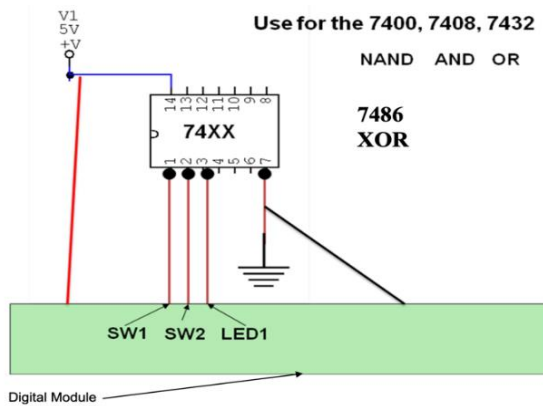 V1
5V
+V
Use for the 7400, 7408, 7432
NAND AND OR
7486
XOR
14 13 12 11 10 9 8
74XX
1 2 3 4 5 6 7
SW1 SW2 LED1
Digital Module